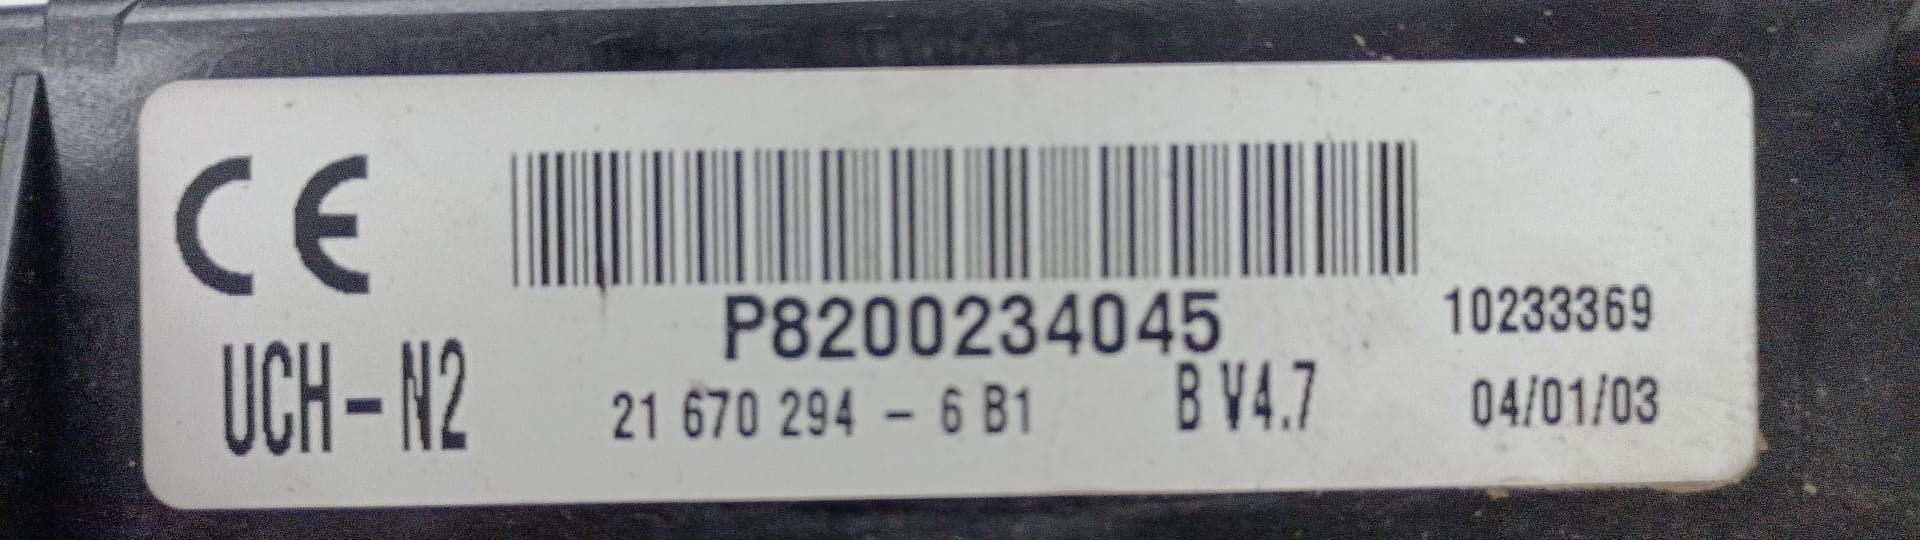 CE
P8200234045
10233369
UCH-N2
21 670 294 - 6 B1
B V4.7
04/01/03